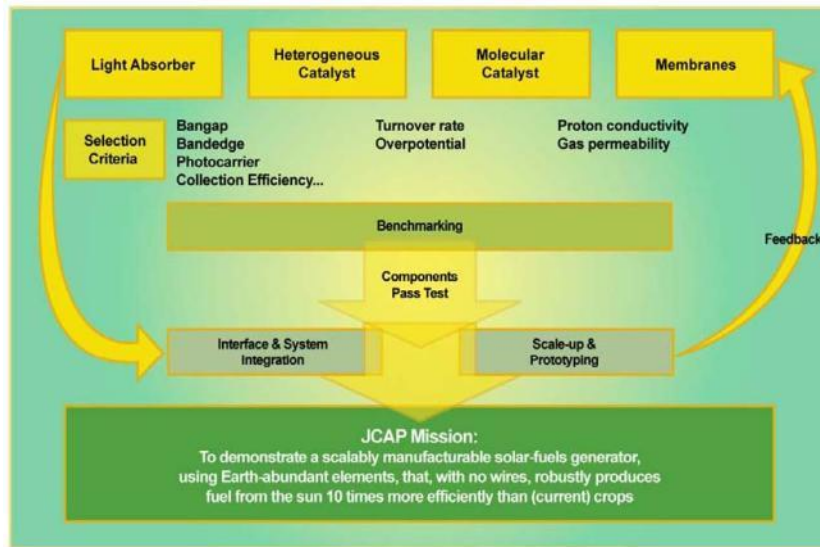 Light Absorber
Heterogeneous
Catalyst
Molecular
Catalyst
Membranes
Selection
Criteria
Bangap
Bandedge
Photocarrier
Collection Efficiency...
Turnover rate
Overpotential
Proton conductivity
Gas permeability
Benchmarking
Feedback
Components
Pass Test
Interface & System
Integration
Scale-up &
Prototyping
JCAP Mission:
To demonstrate a scalably manufacturable solar-fuels generator,
using Earth-abundant elements, that, with no wires, robustly produces
fuel from the sun 10 times more efficiently than (current) crops